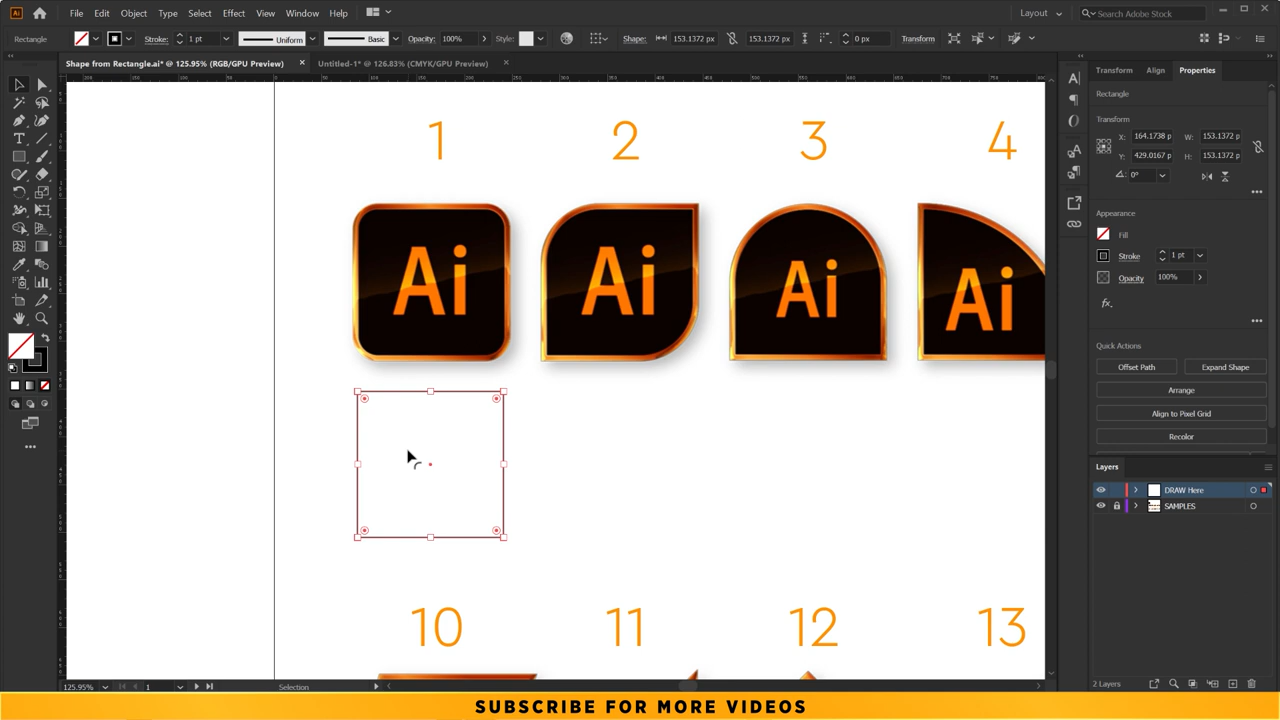 Ai File Edit Object Type Select Effect View Window Help Layout Search Adobe Stock
Rectangle Stroke: 1 pt Uniform Basic Opacity: 100% Style: Shape: 153.1372 px 153.1372 px 0 px Transform
Shape from Rectangle.ai* @ 125.95% (RGB/GPU Preview) × Untitled-1* @ 126.83% (CMYK/GPU Preview) ×
1 2 3 4
Ai Ai Ai Ai
10 11 12 13
Transform Align Properties
Rectangle
Transform
X: 164.1738 p W: 153.1372 p
Y: 429.0167 p H: 153.1372 p
0°
Appearance
Fill
Stroke 1 pt
Opacity 100%
fx.
Quick Actions
Offset Path Expand Shape
Arrange
Align to Pixel Grid
Recolor
Layers
DRAW Here
SAMPLES
2 Layers
125.95% 1 Selection
SUBSCRIBE FOR MORE VIDEOS